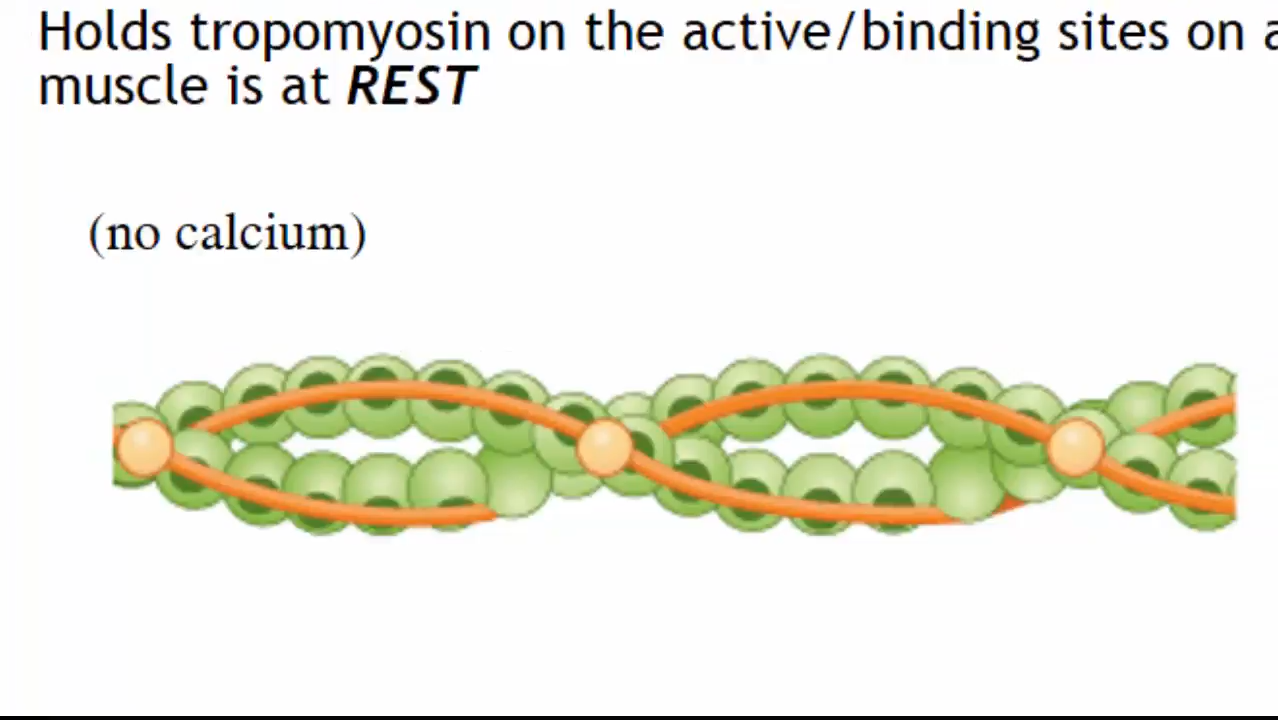 Holds tropomyosin on the active/binding sites on
muscle is at REST
(no calcium)